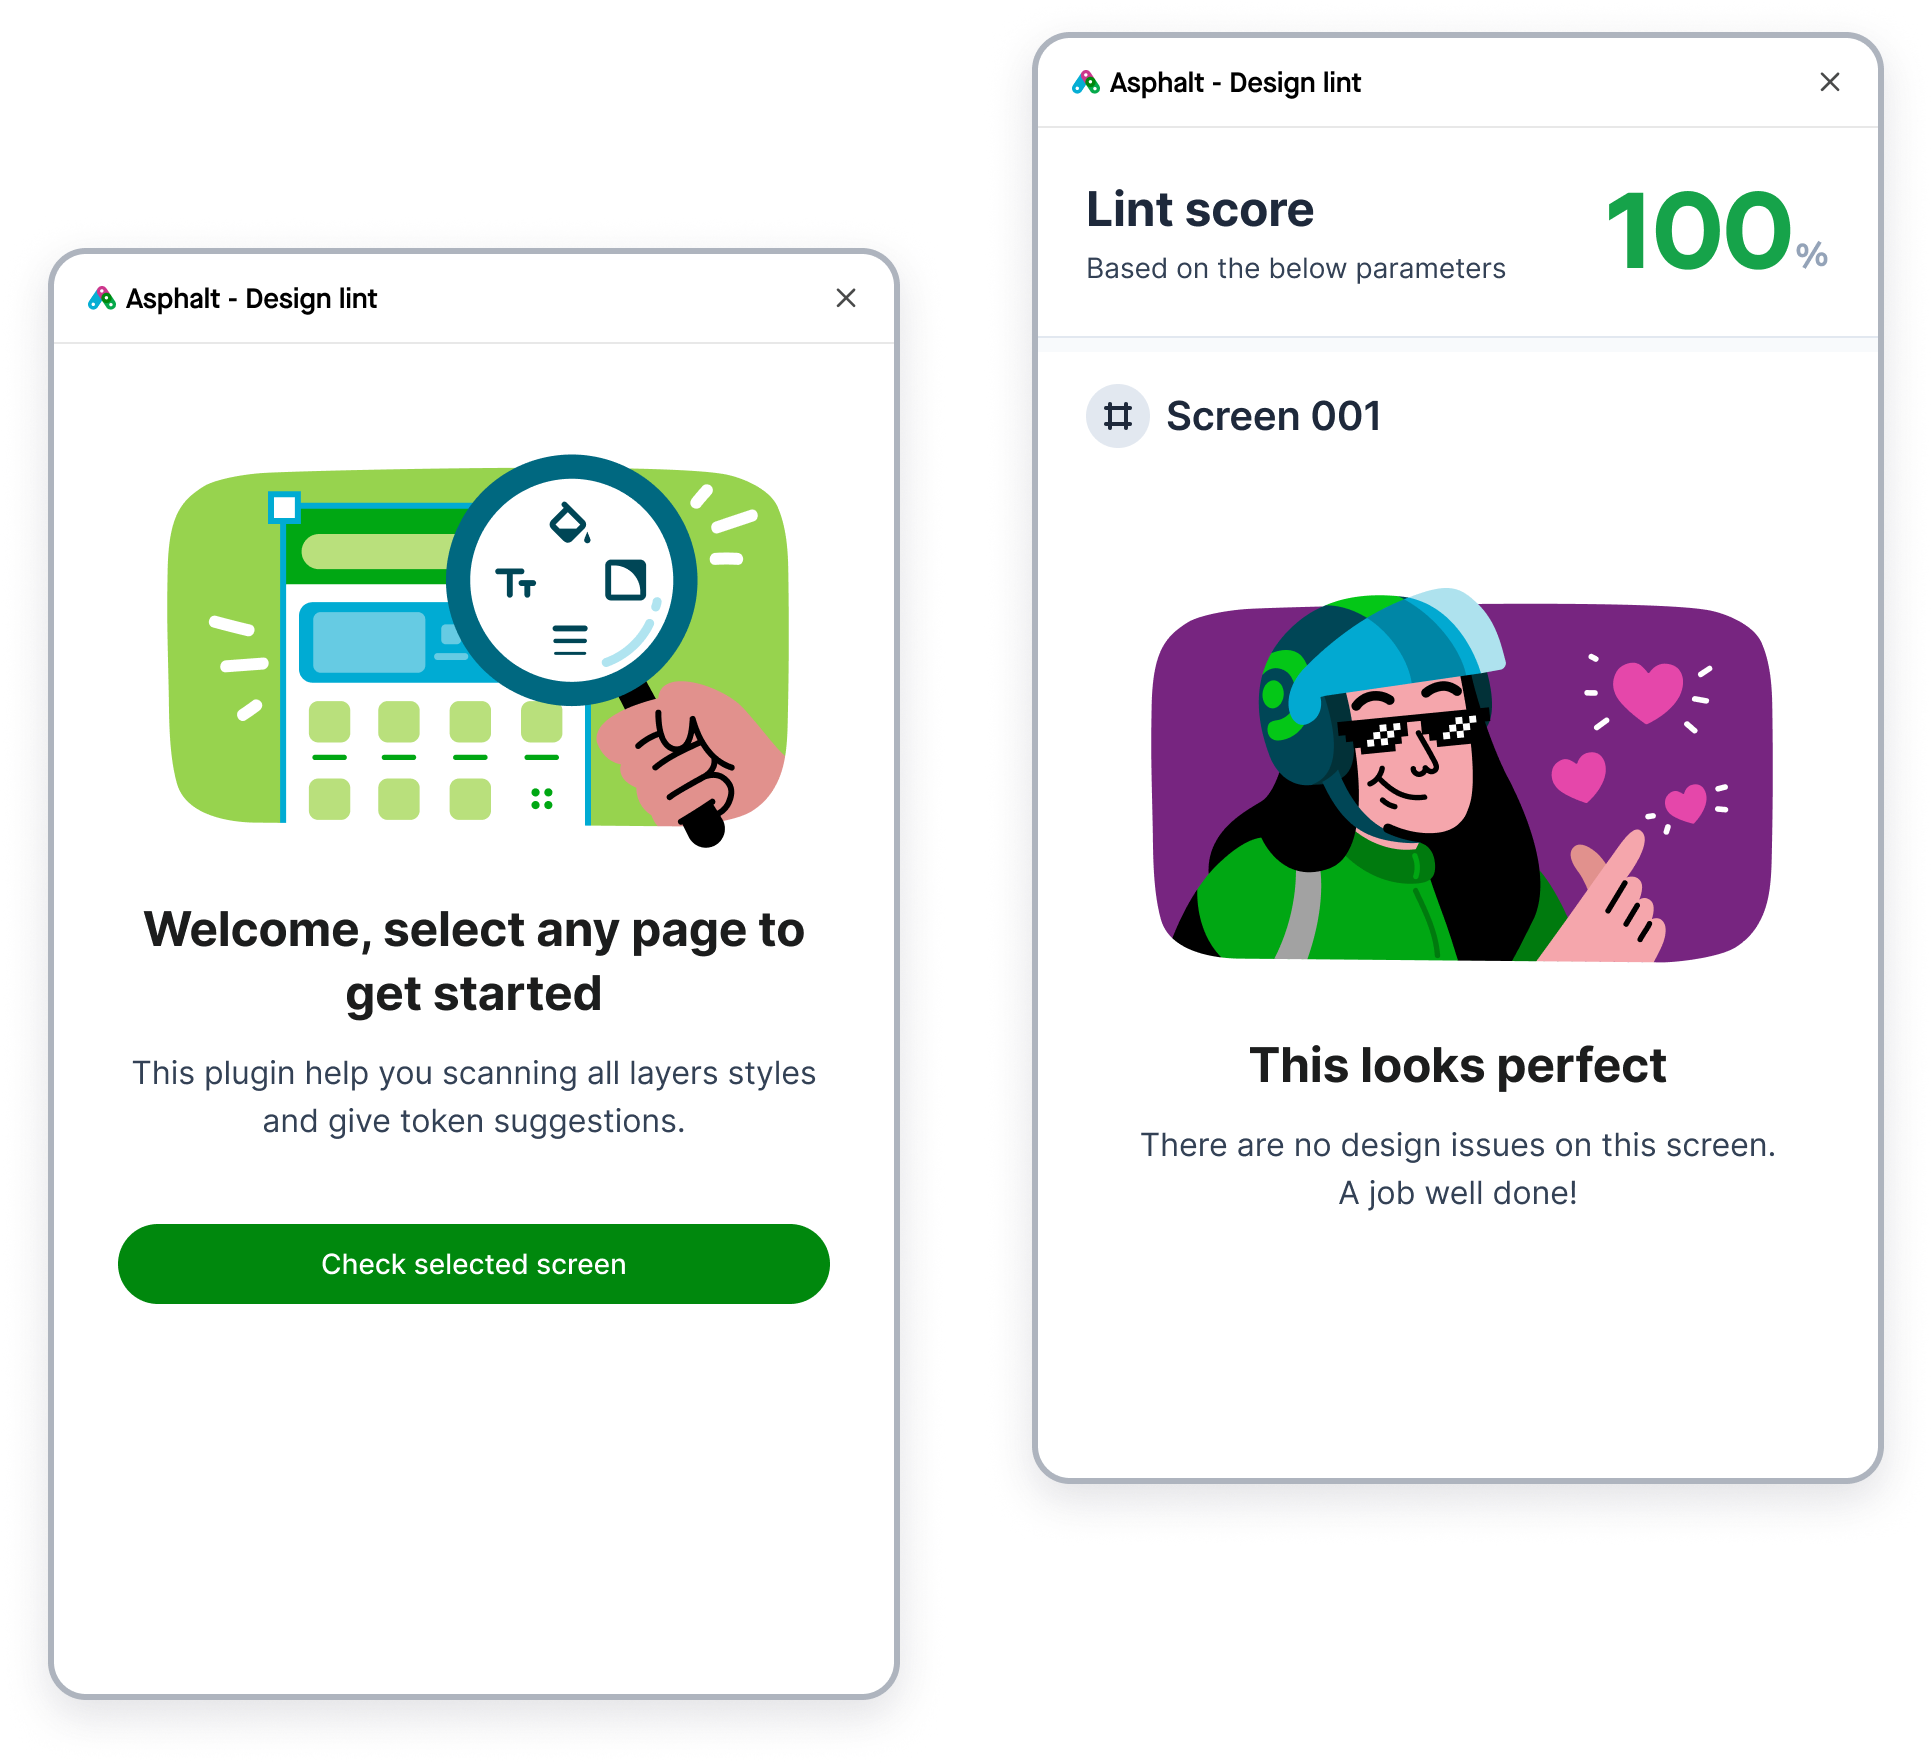 Asphalt - Design lint
Welcome, select any page to
get started
This plugin help you scanning all layers styles
and give token suggestions.
Check selected screen
Asphalt - Design lint
Lint score
100%
Based on the below parameters
Screen 001
This looks perfect
There are no design issues on this screen.
A job well done!